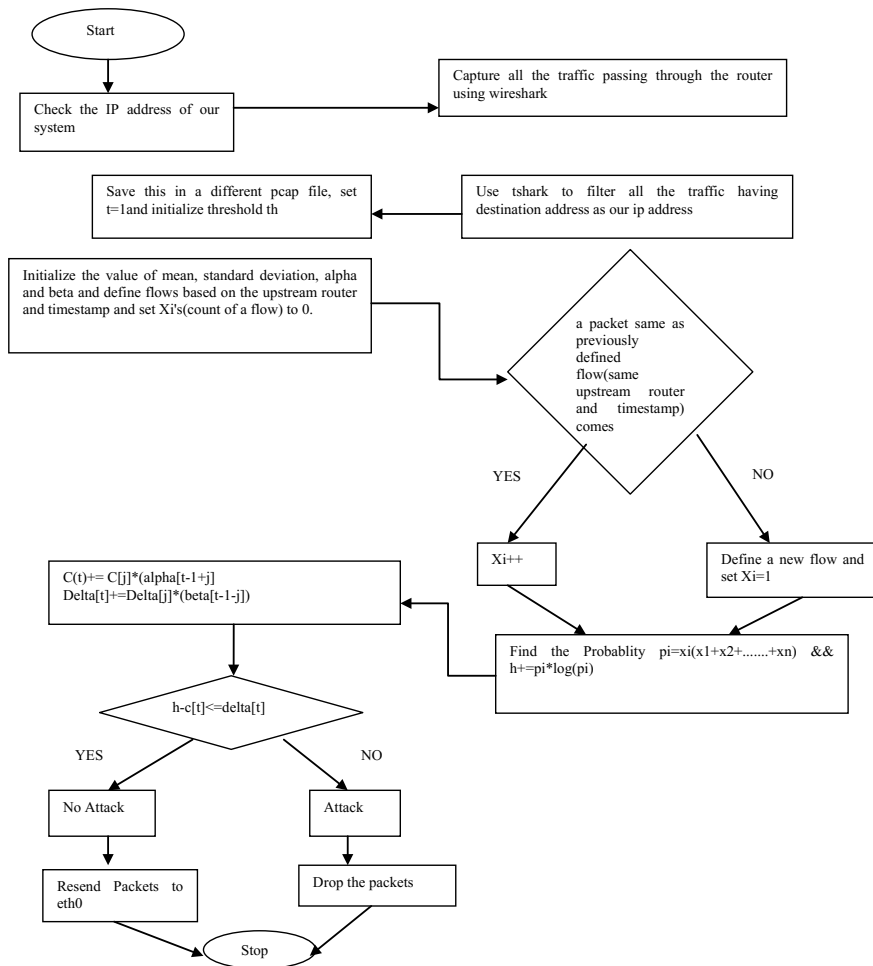 Start
Check the IP address of our
system
Capture all the traffic passing through the router
using wireshark
Use tshark to filter all the traffic having
destination address as our ip address
Save this in a different pcap file, set
t=1and initialize threshold th
Initialize the value of mean, standard deviation, alpha
and beta and define flows based on the upstream router
and timestamp and set Xi's(count of a flow) to 0.
a packet same as
previously
defined
flow(same
upstream router
and timestamp)
comes
YES
NO
Xi++
Define a new flow and
set Xi=1
Find the Probablity pi=xi(x1+x2+.......+xn) &&
h+=pi*log(pi)
C(t)+= C[j]*(alpha[t-1+j]
Delta[t]+=Delta[j]*(beta[t-1-j])
h-c[t]<=delta[t]
YES
NO
No Attack
Attack
Resend Packets to
eth0
Drop the packets
Stop